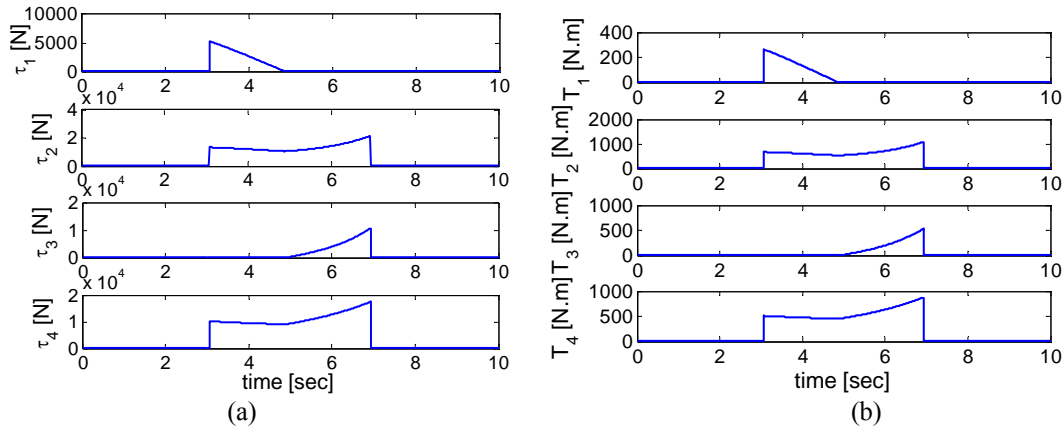 10000
5000
0
τ1 [N]
0 2 4 6 8 10
x 10^4
4
2
0
τ2 [N]
0 2 4 6 8 10
x 10^4
2
1
0
τ3 [N]
0 2 4 6 8 10
x 10^4
2
1
0
τ4 [N]
0 2 4 6 8 10
time [sec]
(a)
400
200
0
T1 [N.m]
0 2 4 6 8 10
2000
1000
0
T2 [N.m]
0 2 4 6 8 10
1000
500
0
T3 [N.m]
0 2 4 6 8 10
1000
500
0
T4 [N.m]
0 2 4 6 8 10
time [sec]
(b)